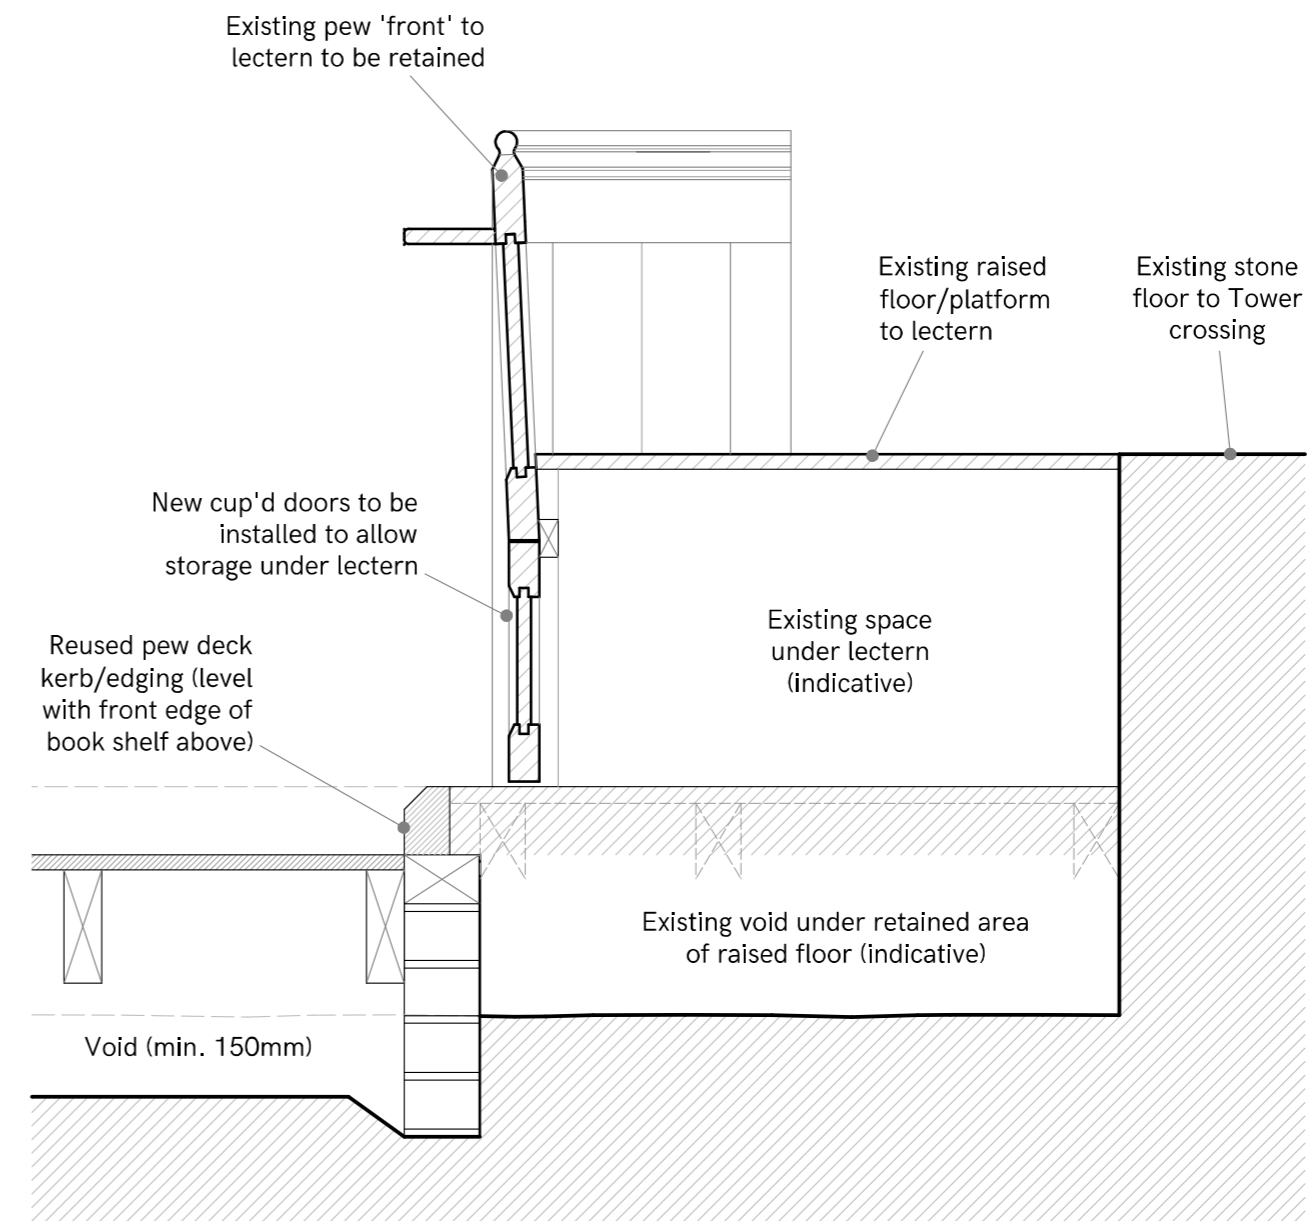 Existing pew 'front' to
lectern to be retained
Existing raised
floor/platform
to lectern
Existing stone
floor to Tower
crossing
New cup'd doors to be
installed to allow
storage under lectern
Existing space
under lectern
(indicative)
Reused pew deck
kerb/edging (level
with front edge of
book shelf above)
Existing void under retained area
of raised floor (indicative)
Void (min. 150mm)